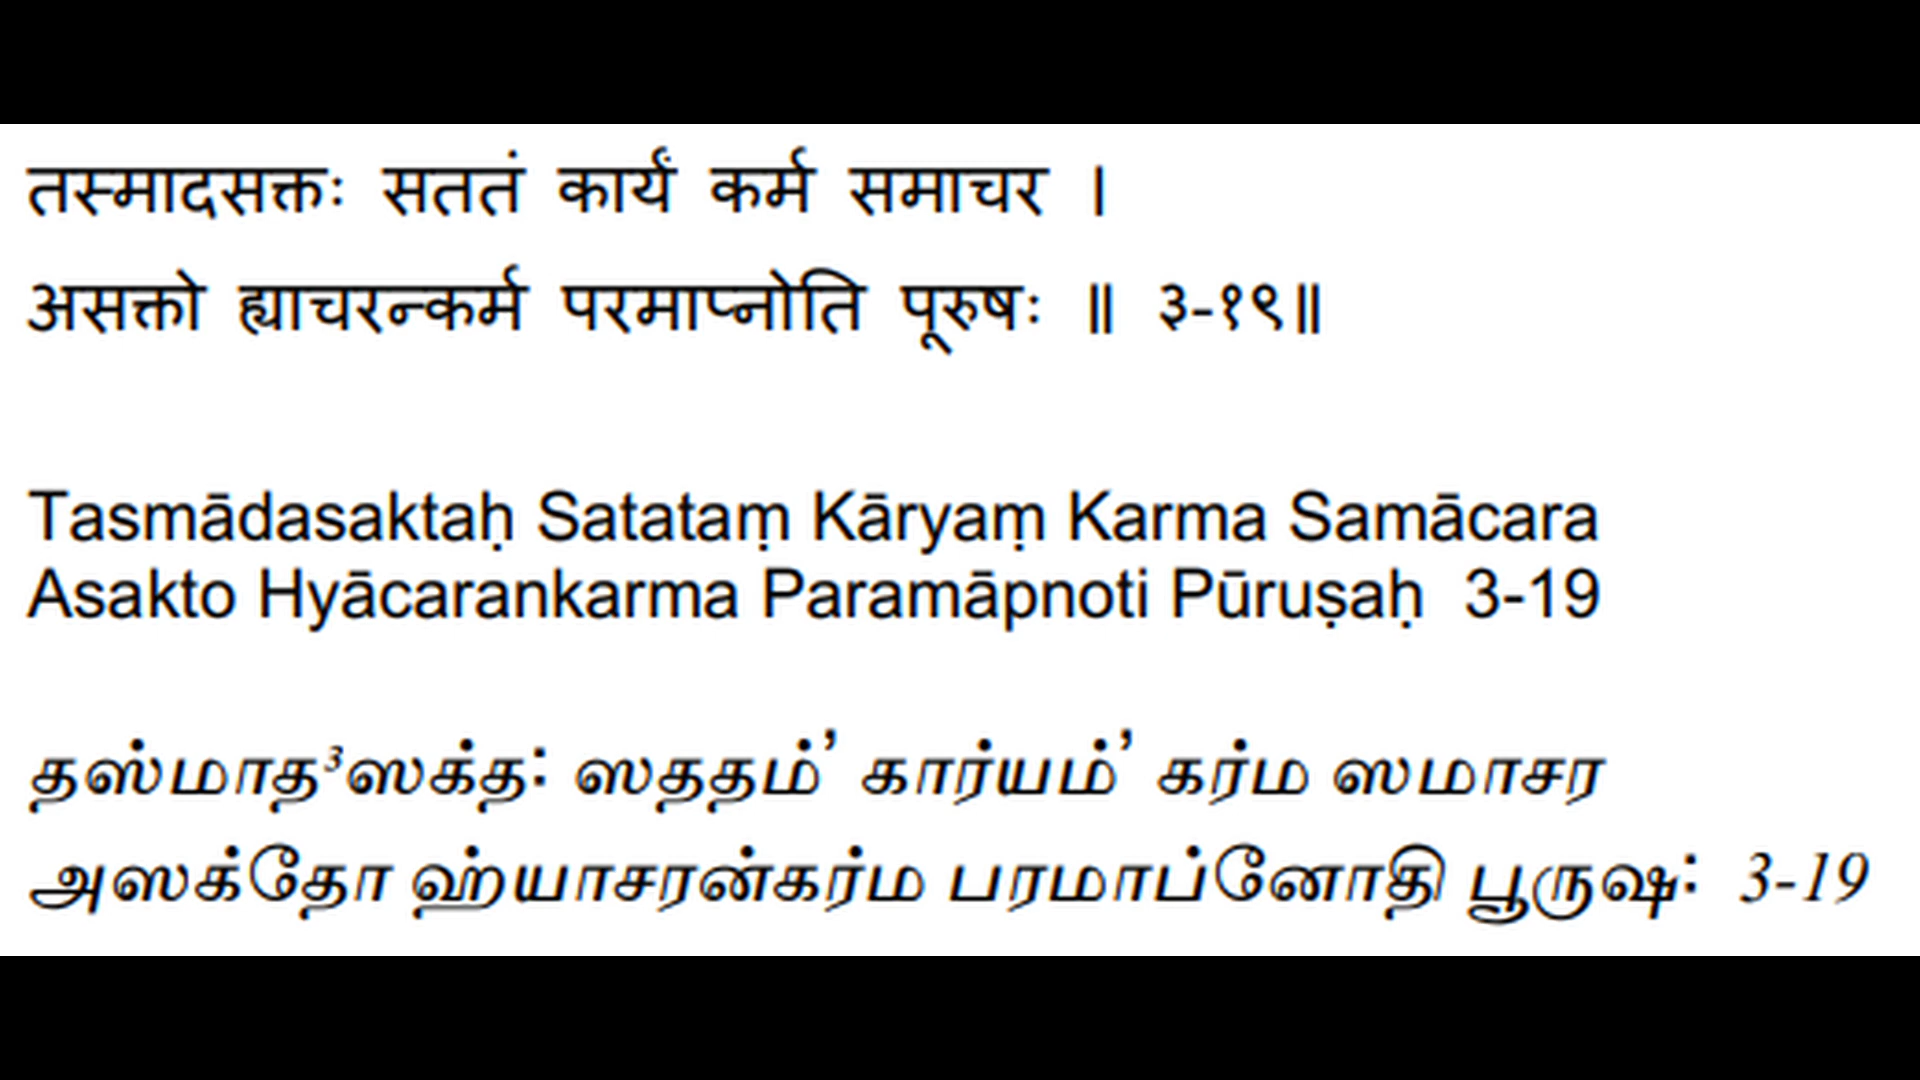 तस्मादसक्तः सततं कार्यं कर्म समाचर ।
असक्तो ह्याचरन्कर्म परमाप्नोति पूरुषः ॥ ३-१९॥
Tasmādasaktaḥ Satataṃ Kāryaṃ Karma Samācara
Asakto Hyācarankarma Paramāpnoti Pūruṣaḥ 3-19
தஸ்மாத³ஸக்த꞉ ஸததம்ʼ கார்யம்ʼ கர்ம ஸமாசர
அஸக்தோ ஹ்யாசரன்கர்ம பரமாப்னோதி பூருஷ꞉ 3-19